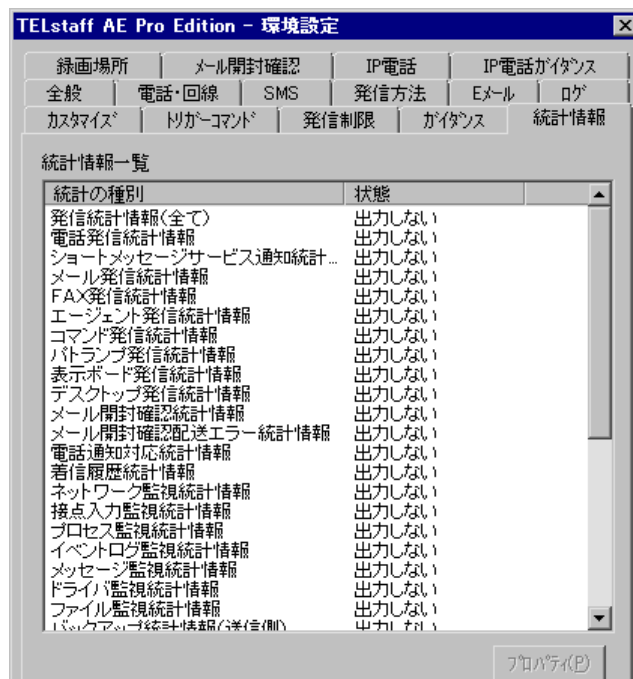 TELstaff AE Pro Edition - 環境設定
録画場所 メール開封確認 IP電話 IP電話ガイダンス
全般 電話・回線 SMS 発信方法 Eメール ログ
カスタマイズ トリガーコマンド 発信制限 ガイダンス 統計情報
統計情報一覧
統計の種別 状態
発信統計情報(全て) 出力しない
電話発信統計情報 出力しない
ショートメッセージサービス通知統計... 出力しない
メール発信統計情報 出力しない
FAX発信統計情報 出力しない
エージェント発信統計情報 出力しない
コマンド発信統計情報 出力しない
パトランプ発信統計情報 出力しない
表示ボード発信統計情報 出力しない
デスクトップ発信統計情報 出力しない
メール開封確認統計情報 出力しない
メール開封確認配送エラー統計情報 出力しない
電話通知対応統計情報 出力しない
着信履歴統計情報 出力しない
ネットワーク監視統計情報 出力しない
接点入力監視統計情報 出力しない
プロセス監視統計情報 出力しない
イベントログ監視統計情報 出力しない
メッセージ監視統計情報 出力しない
ドライバ監視統計情報 出力しない
ファイル監視統計情報 出力しない
バックアップ統計情報(送信側) 出力しない
プロパティ(P)